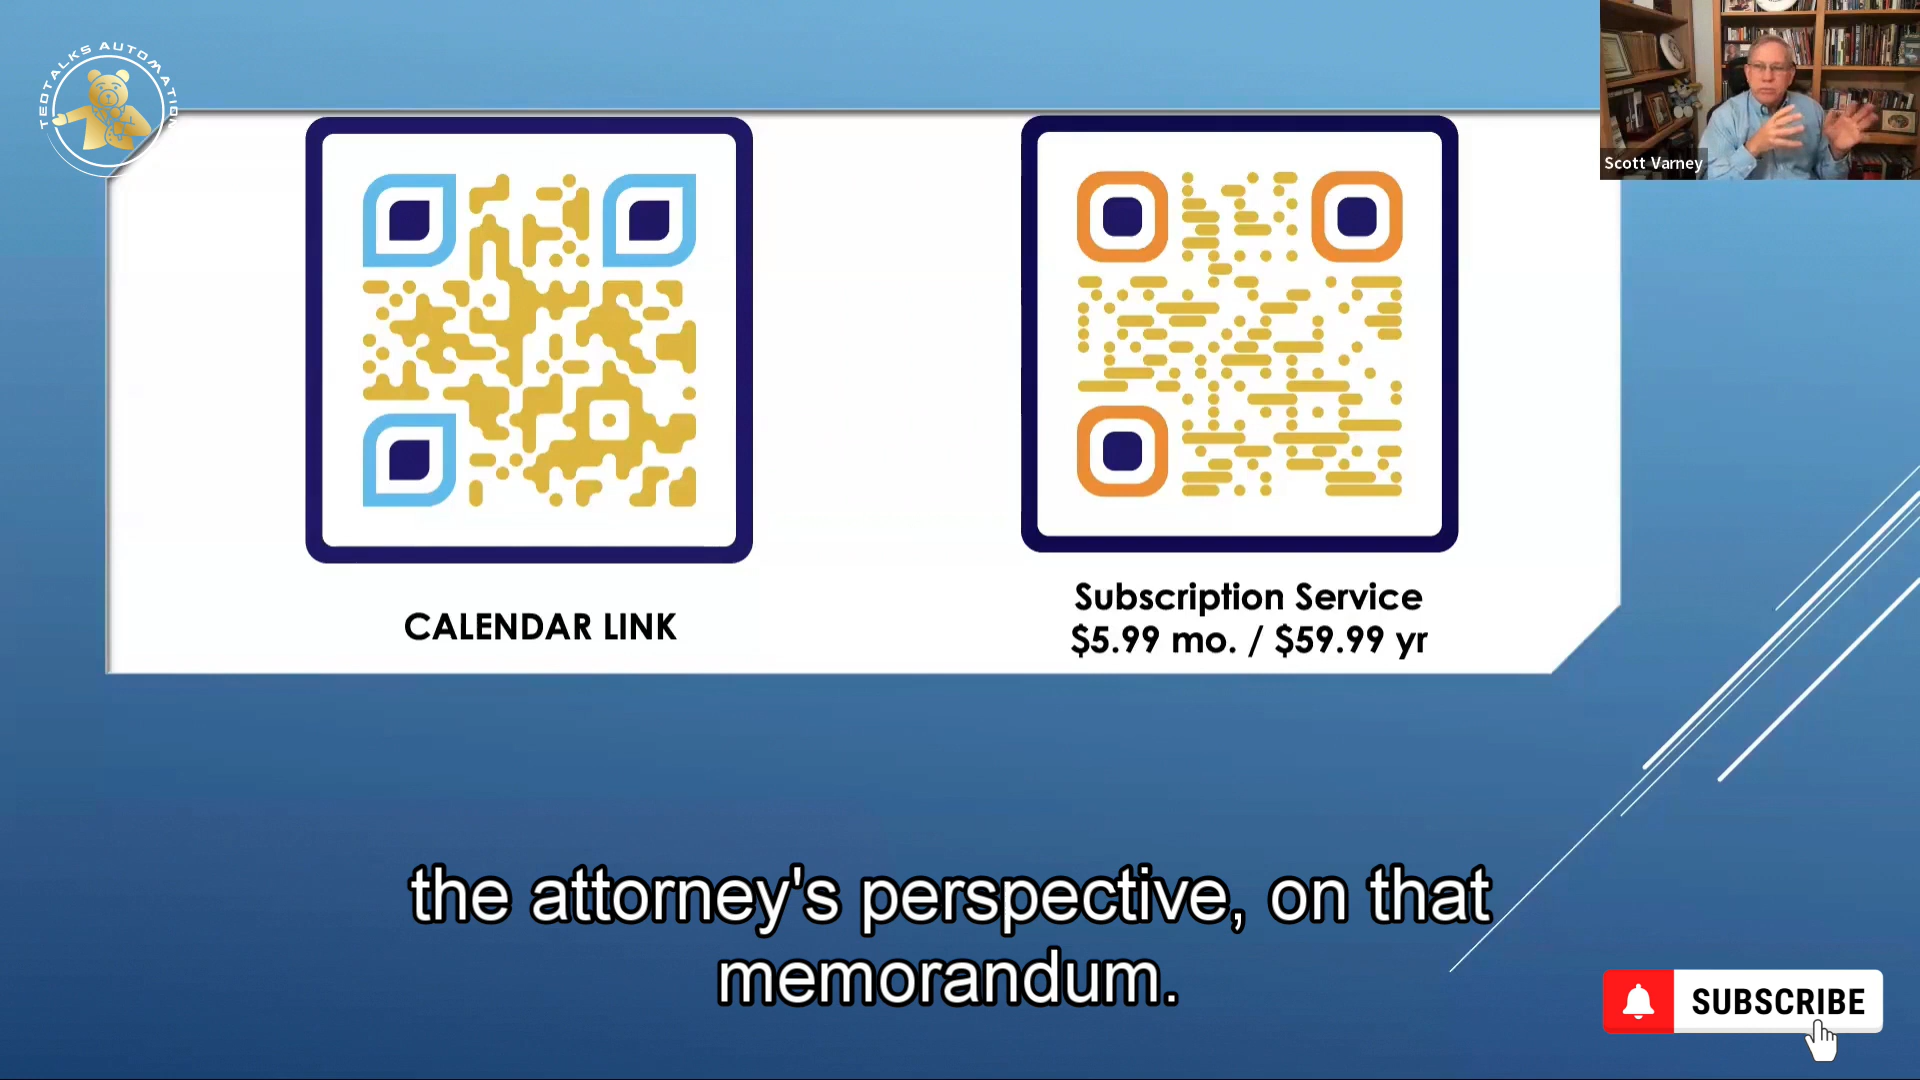 TEDTALKS AUTOMATION
Scott Varney
CALENDAR LINK
Subscription Service
$5.99 mo. / $59.99 yr
the attorney's perspective, on that
memorandum.
SUBSCRIBE